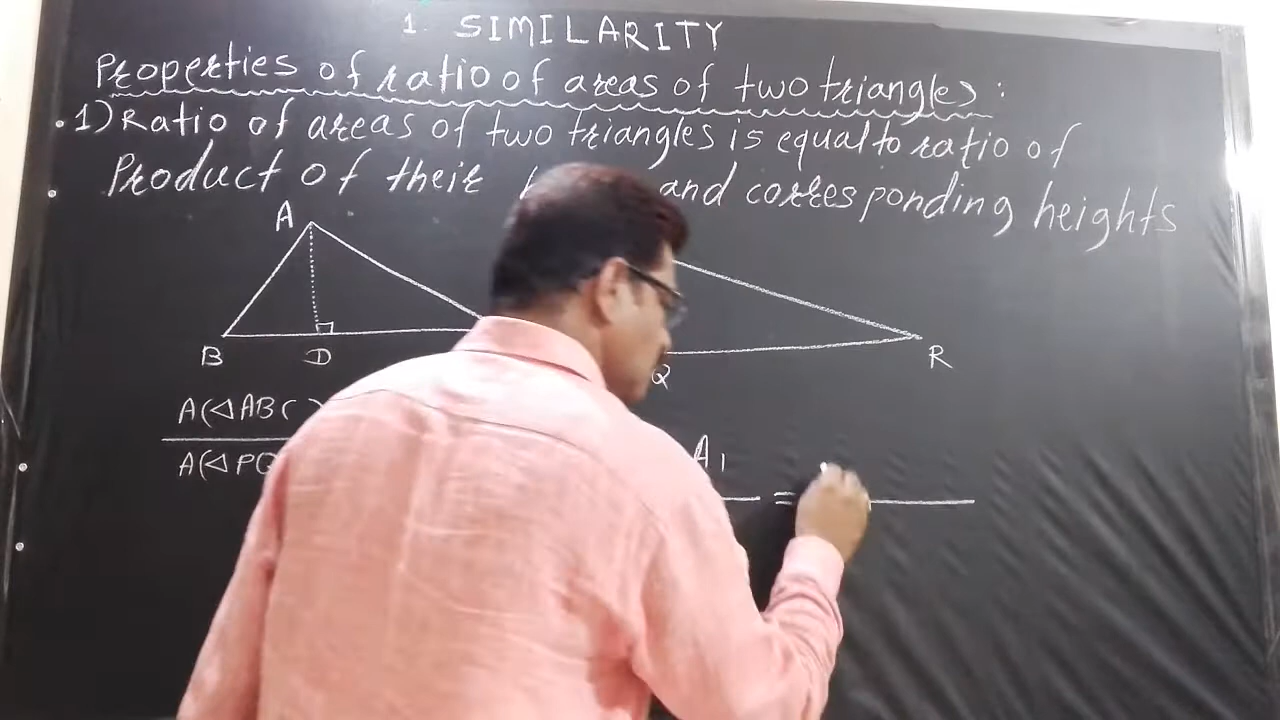 1. SIMILARITY
Properties of ratio of areas of two triangles :
1) Ratio of areas of two triangles is equal to ratio of
Product of their and corresponding heights
A
B D Q R
A(△ABC)
A(△PQ
A1
=